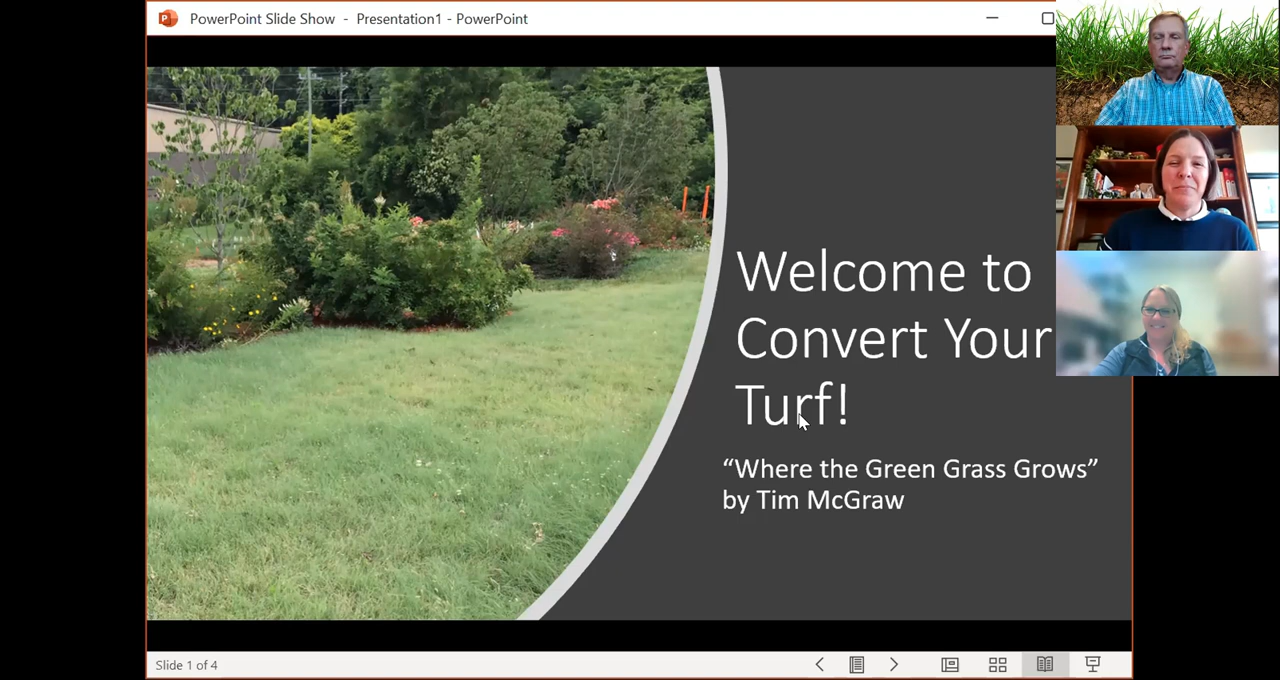 PowerPoint Slide Show - Presentation1 - PowerPoint
Welcome to
Convert Your
Turf!
“Where the Green Grass Grows”
by Tim McGraw
Slide 1 of 4